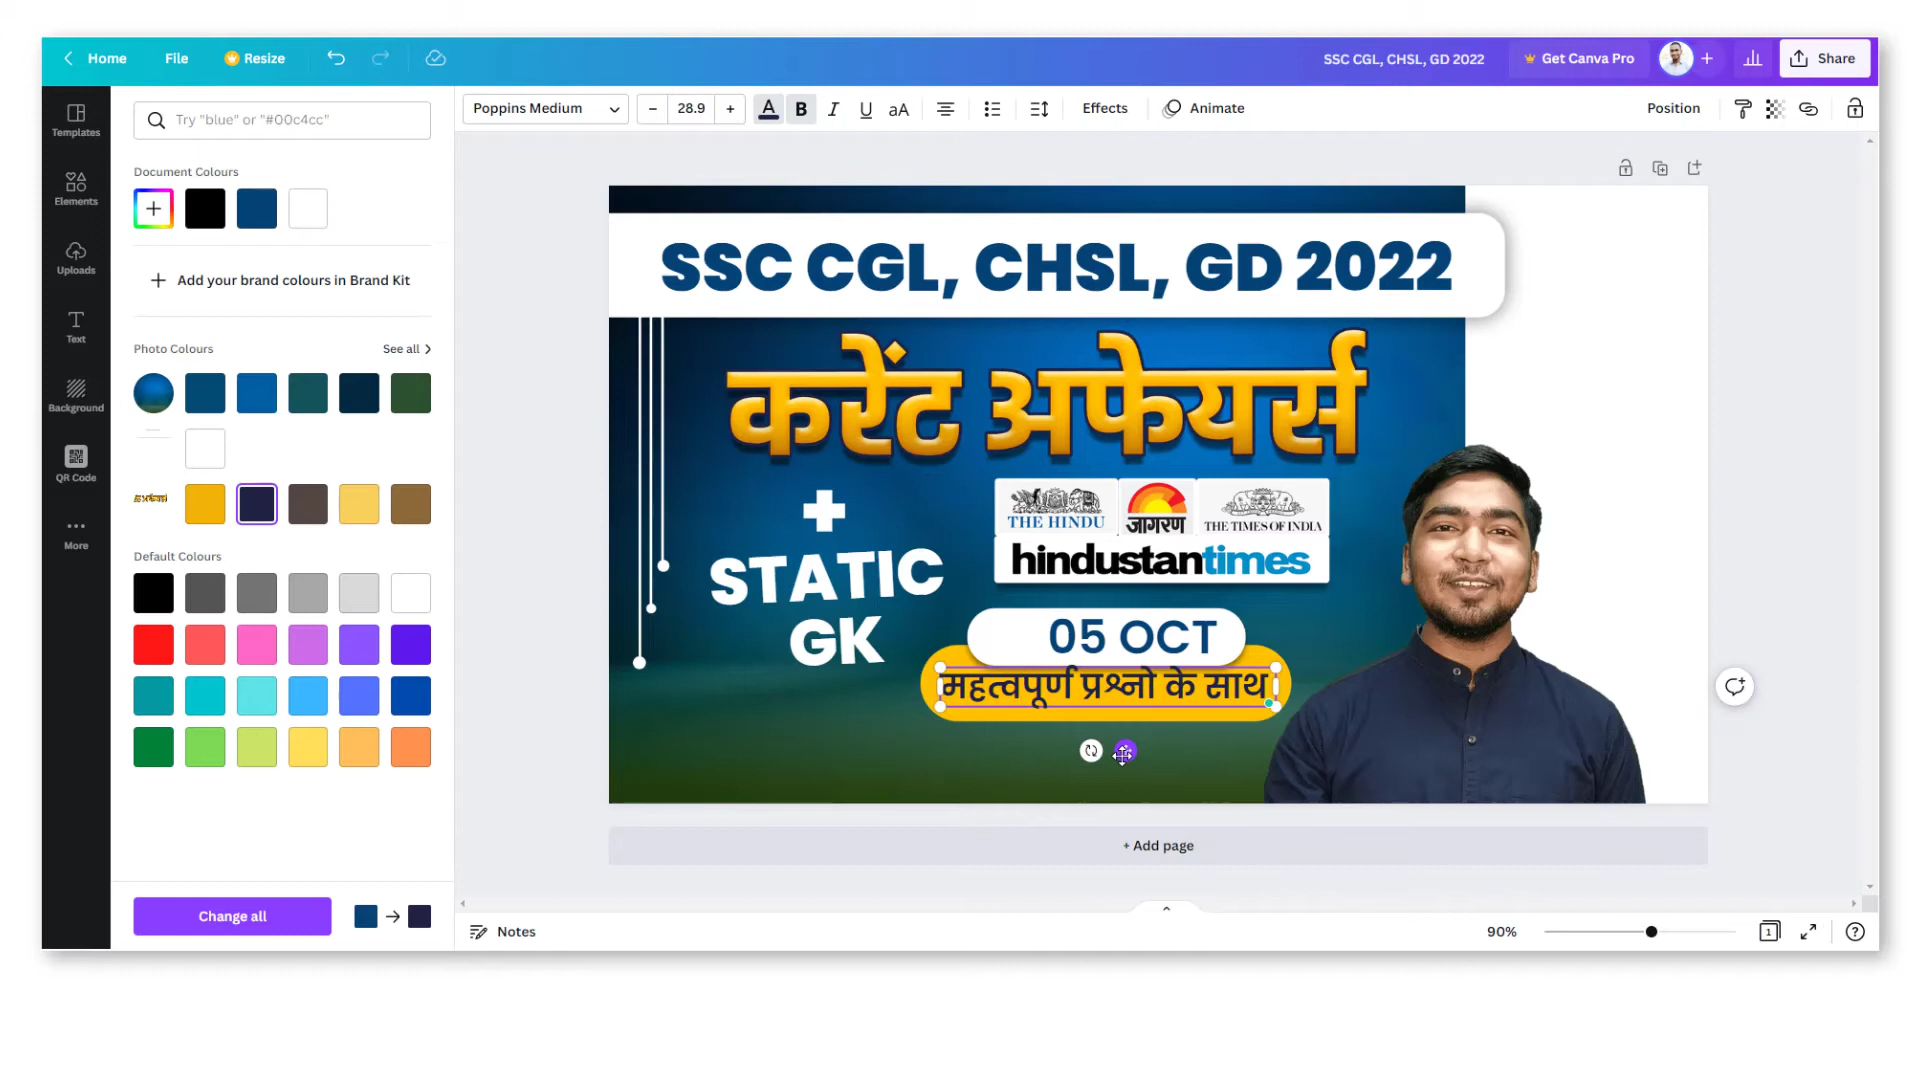 Home File Resize SSC CGL, CHSL, GD 2022 Get Canva Pro + Share
Templates
Elements
Uploads
Text
Background
QR Code
More
Try "blue" or "#00c4cc"
Document Colours
+ Add your brand colours in Brand Kit
Photo Colours See all
Default Colours
Change all
Poppins Medium − 28.9 + A B I U aA Effects Animate Position
SSC CGL, CHSL, GD 2022
करेंट अफेयर्स
+
STATIC
GK
THE HINDU जागरण THE TIMES OF INDIA
hindustantimes
05 OCT
महत्वपूर्ण प्रश्नो के साथ
+ Add page
Notes 90% 1 ?